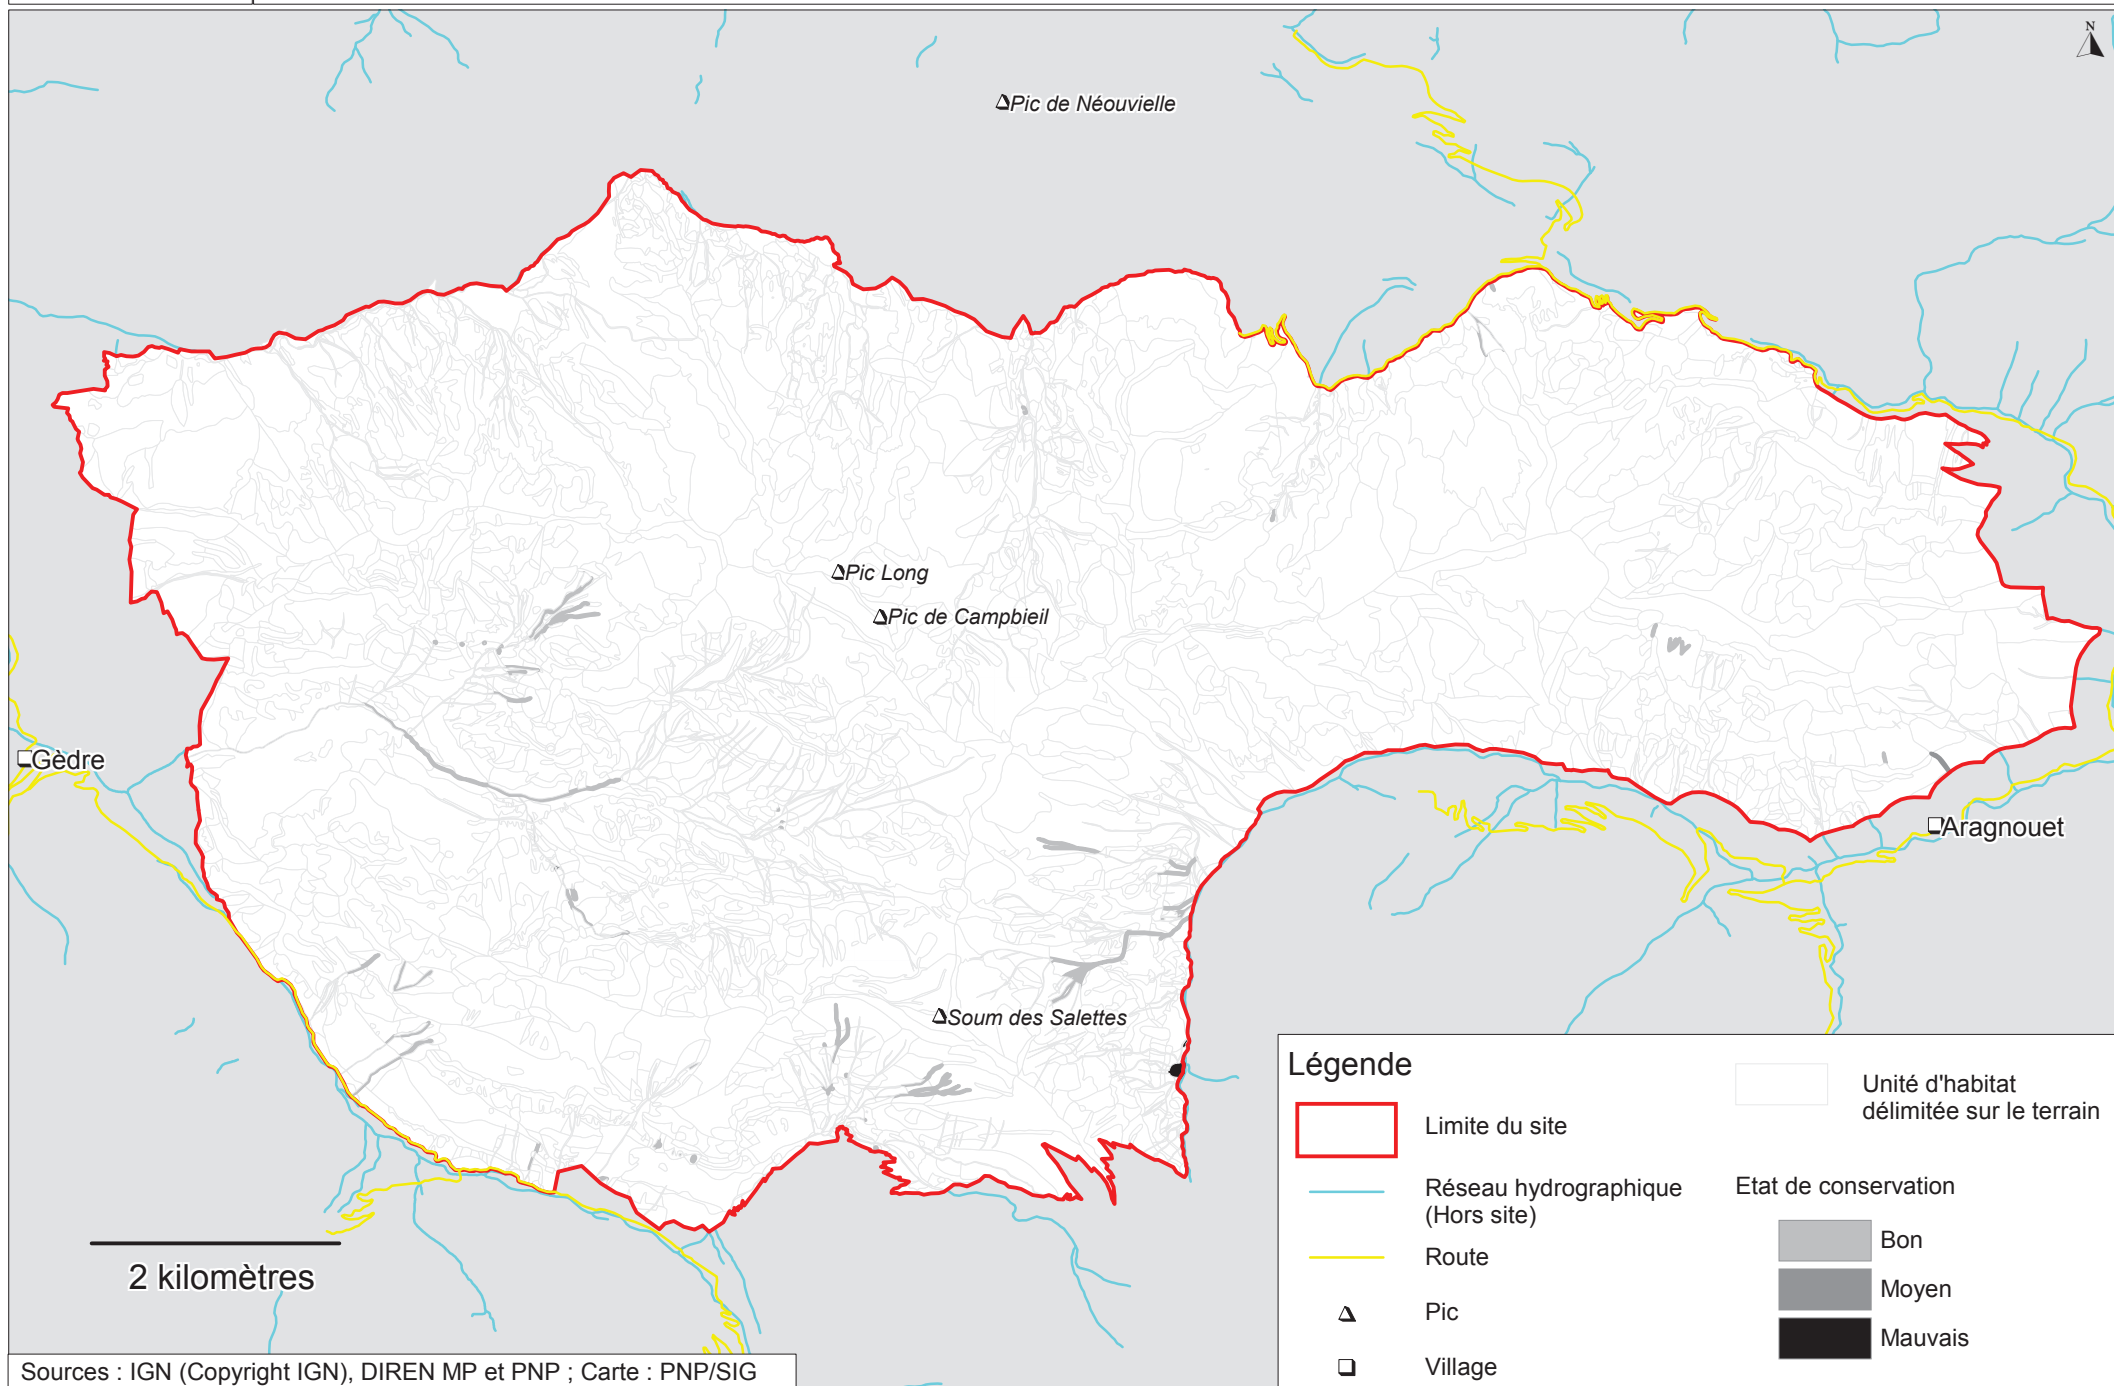 N
Pic de Néouvielle
Pic Long
Pic de Campbieil
Gèdre
Aragnouet
Soum des Salettes
Légende
Limite du site
Réseau hydrographique
(Hors site)
Route
Pic
Village
Unité d'habitat
délimitée sur le terrain
Etat de conservation
Bon
Moyen
Mauvais
2 kilomètres
Sources : IGN (Copyright IGN), DIREN MP et PNP ; Carte : PNP/SIG